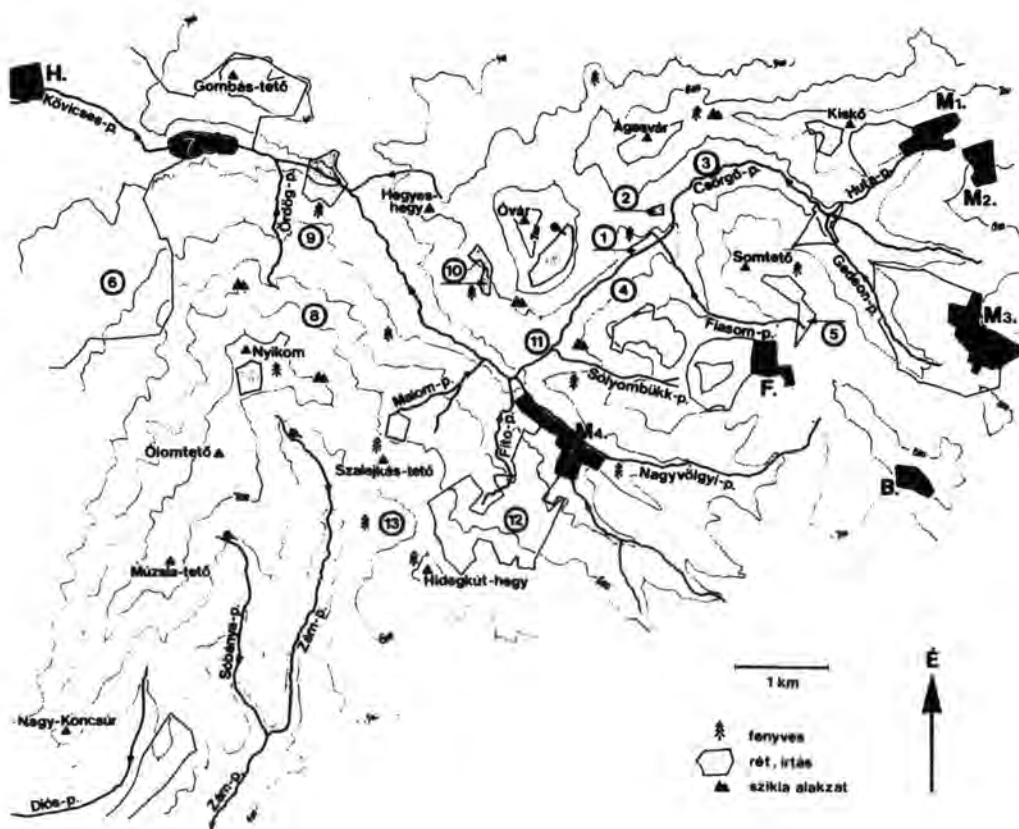 H.
Kövicses-p.
7
Gombás-tető
Ördög-p.
9
Hegyes-hegy
6
8
Nyikom
Ólomtető
Múzsla-tető
Nagy-Koncsúr
Diós-p.
Sóbánya-p.
Zám-p.
Zám-p.
Malom-p.
Szalajkás-tető
13
Hidegkút-hegy
12
Fitó-p.
M4.
Nagyvölgyi-p.
Sólyombükk-p.
11
10
Óvár
1
2
3
4
5
Ágasvár
Csörgő-p.
Kiskő
M1.
M2.
M3.
Huta-p.
Gedeon-p.
Somtető
Fiasom-p.
F.
B.
1 km
É
fenyves
rét, irtás
szikla alakzat